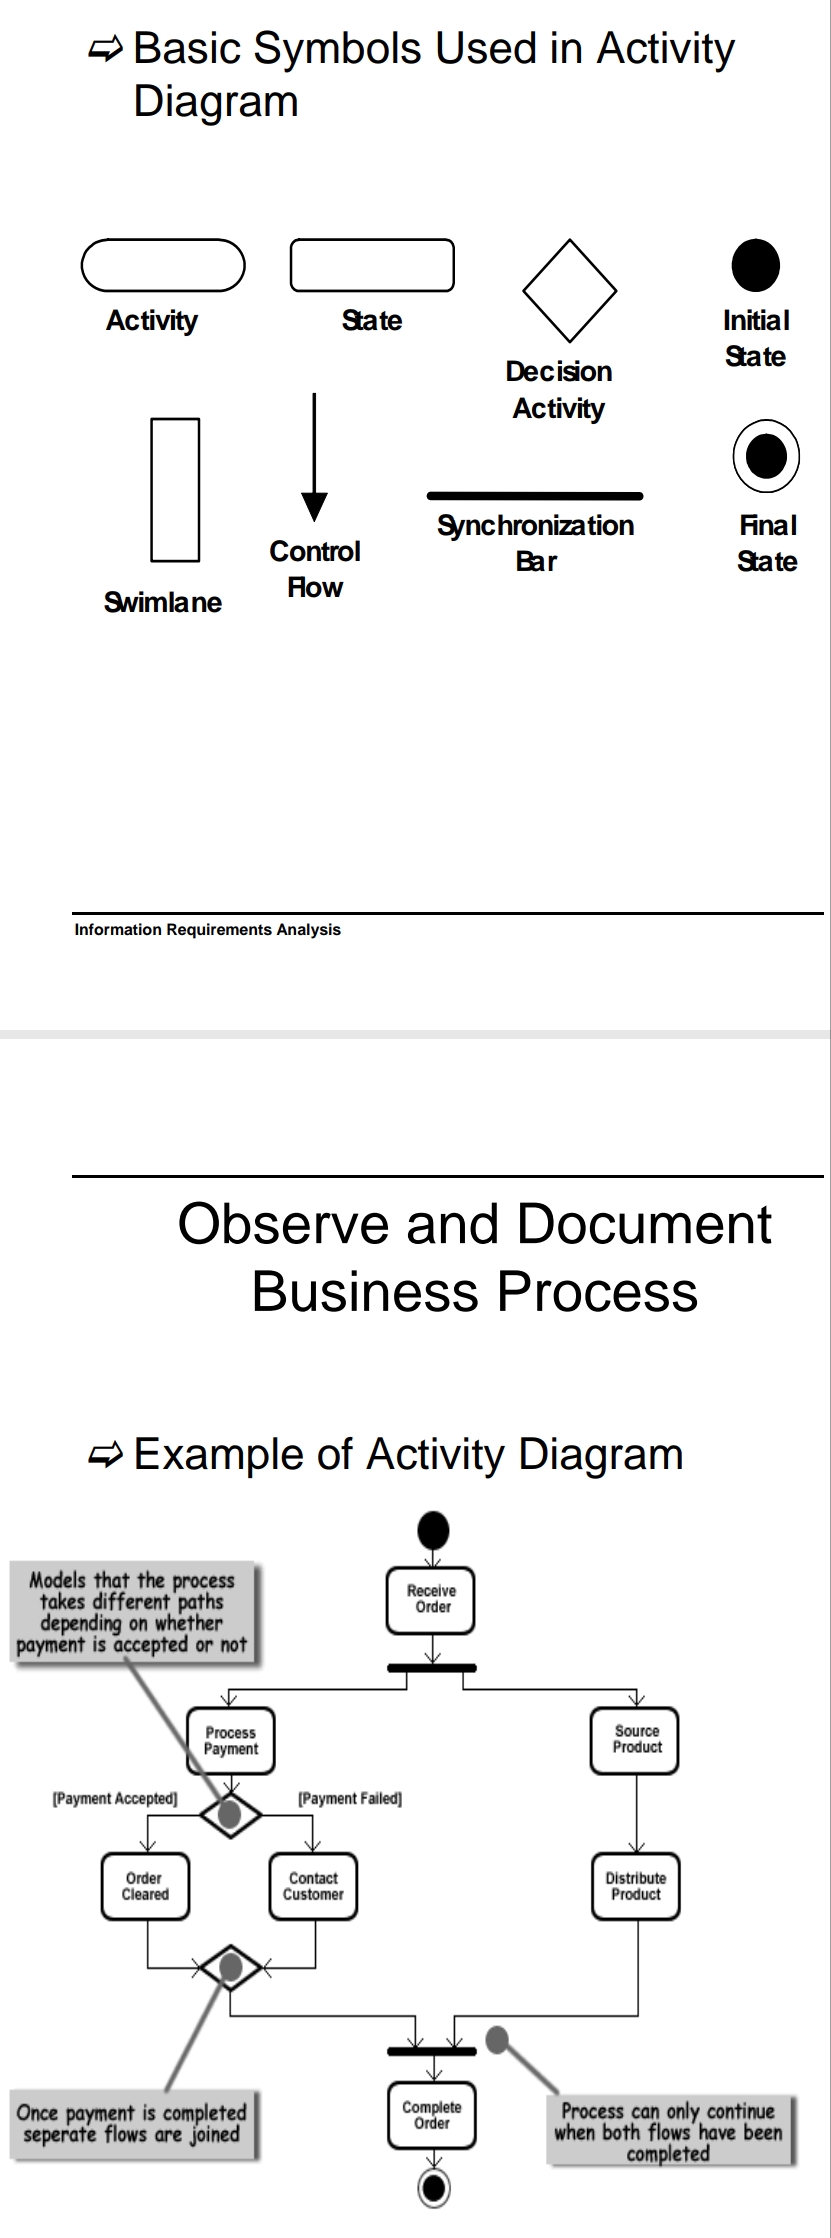 Basic Symbols Used in Activity
Diagram
Activity
State
Decision
Activity
Initial
State
Swimlane
Control
Flow
Synchronization
Bar
Final
State
Information Requirements Analysis
Observe and Document
Business Process
Example of Activity Diagram
Models that the process
takes different paths
depending on whether
payment is accepted or not
Receive
Order
Process
Payment
Source
Product
[Payment Accepted]
[Payment Failed]
Order
Cleared
Contact
Customer
Distribute
Product
Once payment is completed
seperate flows are joined
Complete
Order
Process can only continue
when both flows have been
completed